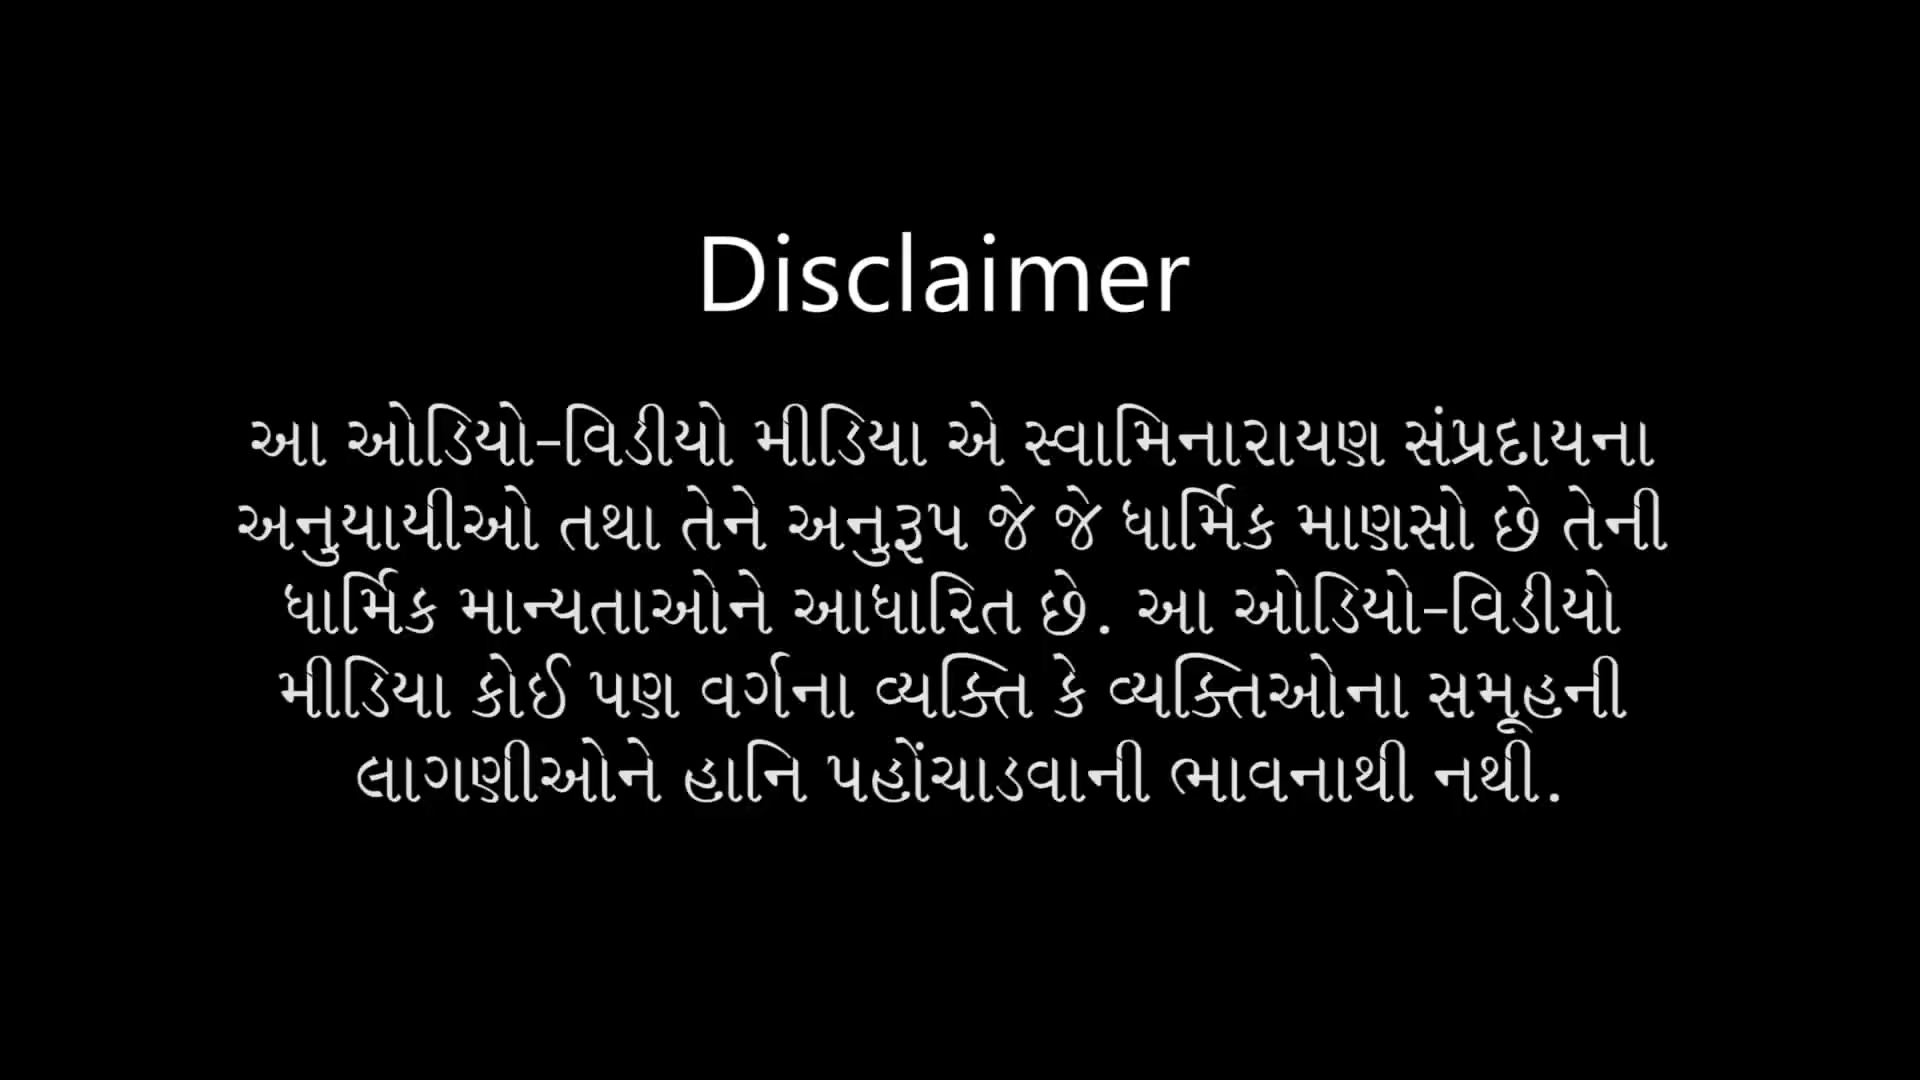 Disclaimer
આ ઓડિયો-વિડીયો મીડિયા એ સ્વામિનારાયણ સંપ્રદાયના
અનુયાયીઓ તથા તેને અનુરૂપ જે જે ધાર્મિક માણસો છે તેની
ધાર્મિક માન્યતાઓને આધારિત છે. આ ઓડિયો-વિડીયો
મીડિયા કોઈ પણ વર્ગના વ્યક્તિ કે વ્યક્તિઓના સમૂહની
લાગણીઓને હાનિ પહોંચાડવાની ભાવનાથી નથી.